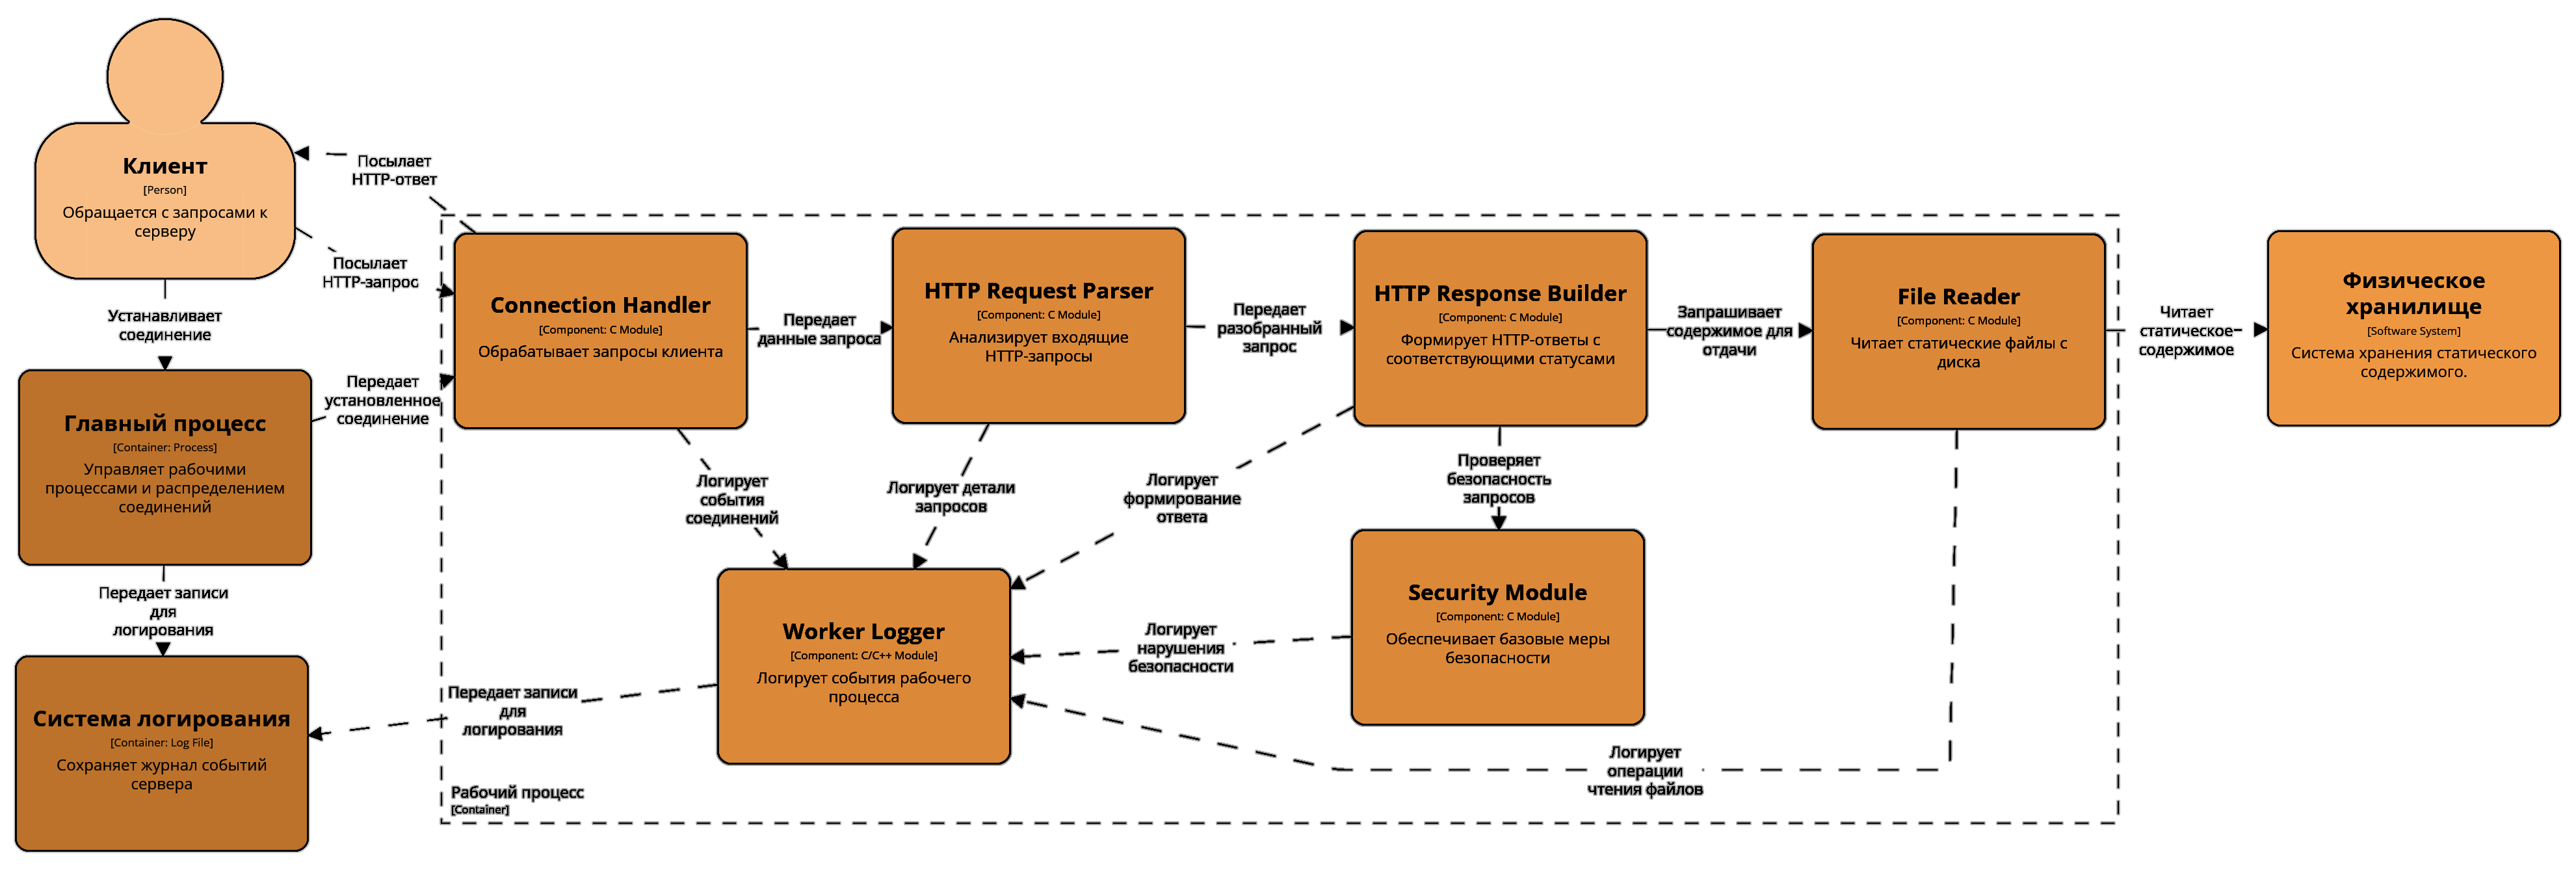 Клиент
[Person]
Обращается с запросами к
серверу
Посылает
HTTP-ответ
Посылает
HTTP-запрос
Устанавливает
соединение
Главный процесс
[Container: Process]
Управляет рабочими
процессами и распределением
соединений
Передает
установленное
соединение
Передает записи
для
логирования
Система логирования
[Container: Log File]
Сохраняет журнал событий
сервера
Connection Handler
[Component: C Module]
Обрабатывает запросы клиента
Передает
данные запроса
HTTP Request Parser
[Component: C Module]
Анализирует входящие
HTTP-запросы
Передает
разобранный
запрос
HTTP Response Builder
[Component: C Module]
Формирует HTTP-ответы с
соответствующими статусами
Запрашивает
содержимое для
отдачи
File Reader
[Component: C Module]
Читает статические файлы с
диска
Читает
статическое
содержимое
Физическое
хранилище
[Software System]
Система хранения статического
содержимого.
Логирует
события
соединений
Логирует детали
запросов
Логирует
формирование
ответа
Проверяет
безопасность
запросов
Worker Logger
[Component: C/C++ Module]
Логирует события рабочего
процесса
Логирует
нарушения
безопасности
Security Module
[Component: C Module]
Обеспечивает базовые меры
безопасности
Передает записи
для
логирования
Логирует
операции
чтения файлов
Рабочий процесс
[Container]